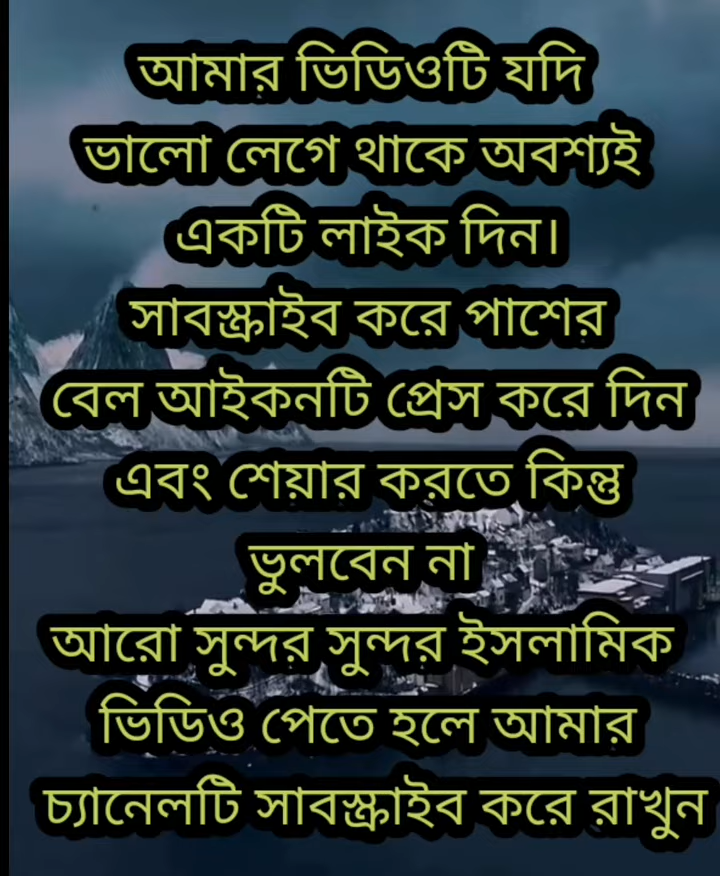 আমার ভিডিওটি যদি
ভালো লেগে থাকে অবশ্যই
একটি লাইক দিন।
সাবস্ক্রাইব করে পাশের
বেল আইকনটি প্রেস করে দিন
এবং শেয়ার করতে কিন্তু
ভুলবেন না
আরো সুন্দর সুন্দর ইসলামিক
ভিডিও পেতে হলে আমার
চ্যানেলটি সাবস্ক্রাইব করে রাখুন